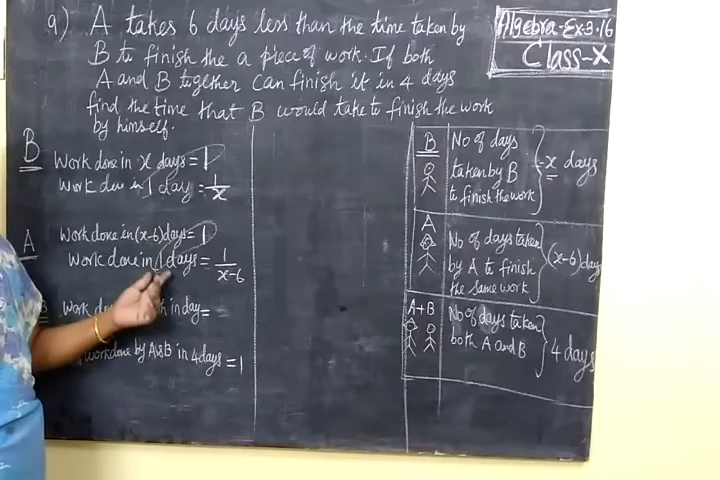 9) A takes 6 days less than the time taken by
B to finish the a piece of work. If both
A and B together can finish it in 4 days
find the time that B would take to finish the work
by himself.
Algebra-Ex-3.16
Class-X
B
Work done in x days = 1
Work done in 1 day = 1/x
A
Work done in (x-6) days = 1
Work done in 1 days = 1/(x-6)
Work in day =
workdone by A&B in 4 days = 1
B
No of days
taken by B
to finish the work
x days
A
No of days taken
by A to finish
the same work
(x-6) days
A+B
No of days taken
both A and B
4 days